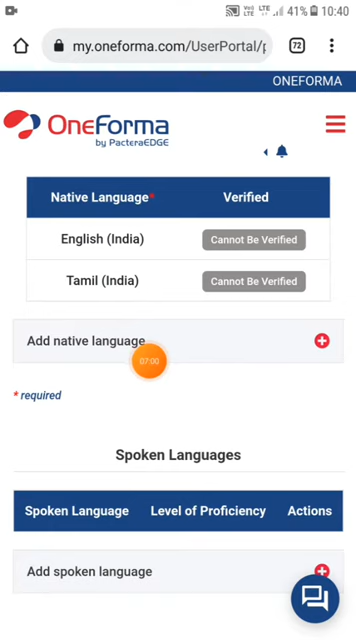 Vo) LTE LTE 41% 10:40
my.oneforma.com/UserPortal/p 72
ONEFORMA
OneForma
by PacteraEDGE
Native Language* Verified
English (India) Cannot Be Verified
Tamil (India) Cannot Be Verified
Add native language
07:00
* required
Spoken Languages
Spoken Language Level of Proficiency Actions
Add spoken language